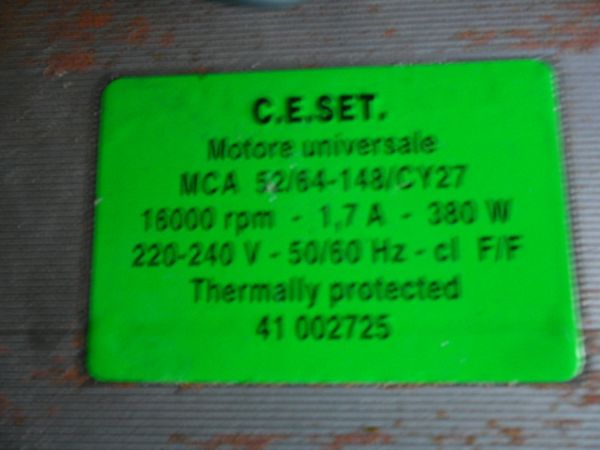 C.E.SET.
Motore universale
MCA 52/64-148/CY27
16000 rpm - 1,7 A - 380 W
220-240 V - 50/60 Hz - cl F/F
Thermally protected
41 002725